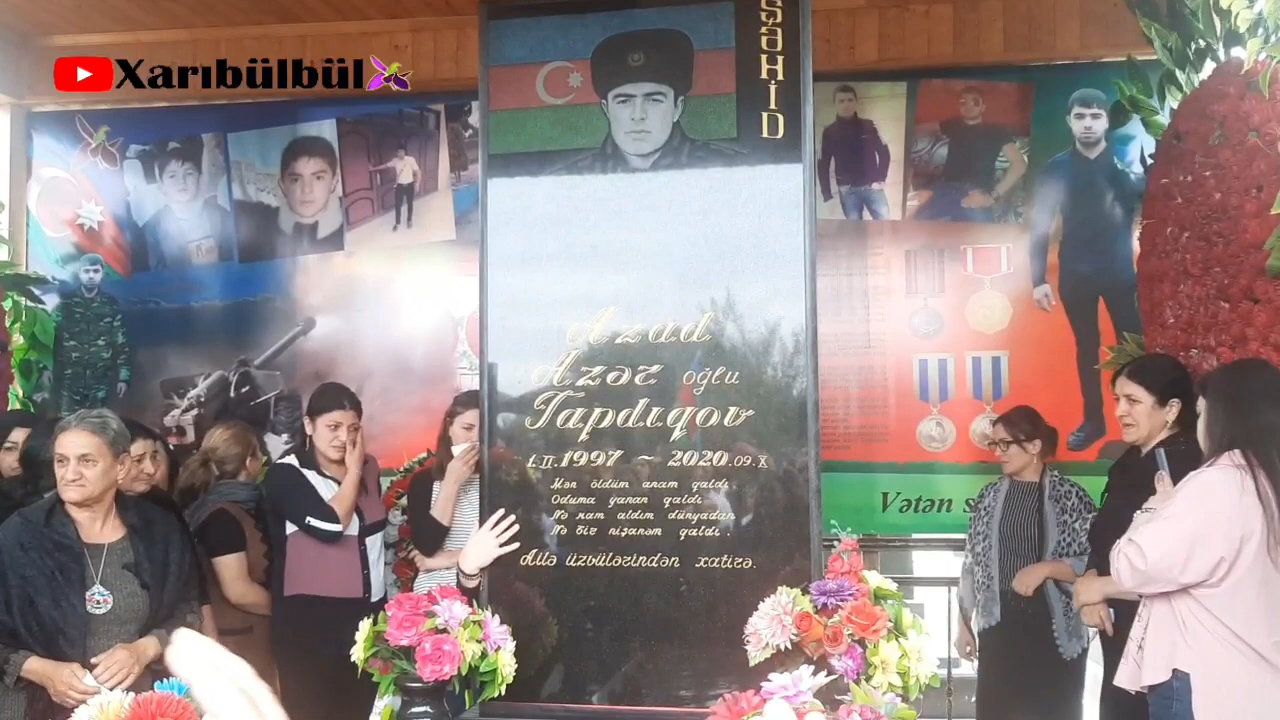 Xarıbülbül
ŞƏHİD
Azad
Azər oğlu
Tapdıqov
1.II.1997 ~ 2020.09.X
Mən öldüm anam qaldı
Oduma yanan qaldı
Nə kam aldım dünyadan
Nə bir nişanəm qaldı.
Ailə üzvülərindən xatirə.
Vətən s